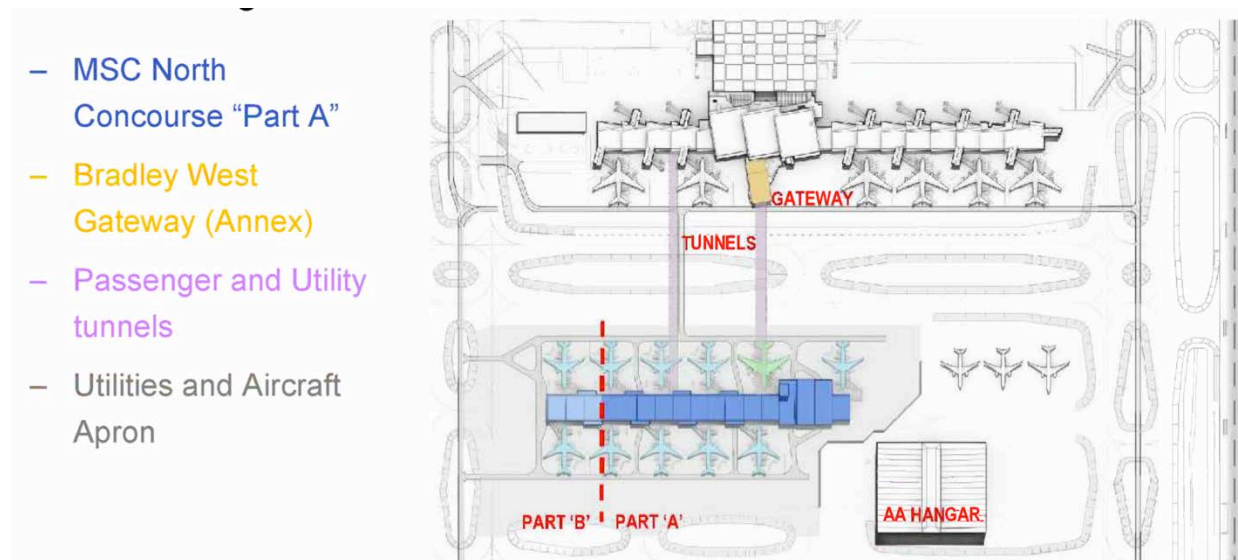 – MSC North
Concourse “Part A”
– Bradley West
Gateway (Annex)
– Passenger and Utility
tunnels
– Utilities and Aircraft
Apron
GATEWAY
TUNNELS
PART ‘B’
PART ‘A’
AA HANGAR